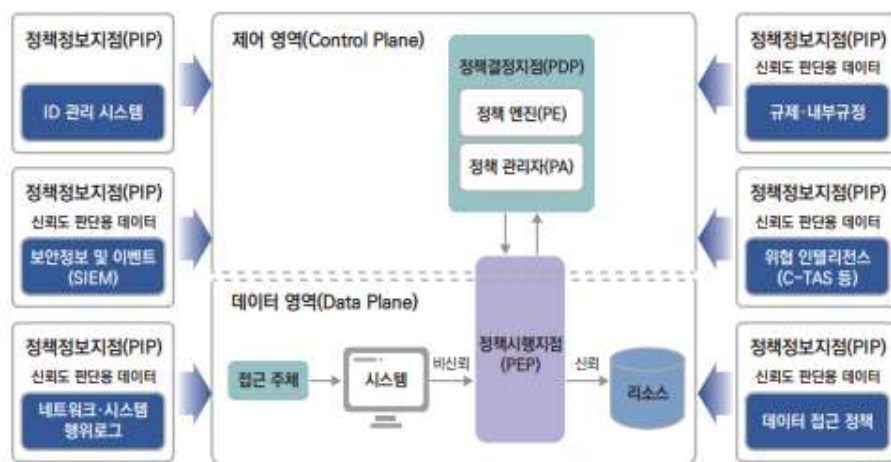 정책정보지점(PIP)
ID 관리 시스템
정책정보지점(PIP)
신뢰도 판단용 데이터
보안정보 및 이벤트
(SIEM)
정책정보지점(PIP)
신뢰도 판단용 데이터
네트워크·시스템
행위로그
제어 영역(Control Plane)
정책결정지점(PDP)
정책 엔진(PE)
정책 관리자(PA)
데이터 영역(Data Plane)
접근 주체
시스템
비신뢰
정책시행지점
(PEP)
신뢰
리소스
정책정보지점(PIP)
신뢰도 판단용 데이터
규제·내부규정
정책정보지점(PIP)
신뢰도 판단용 데이터
위협 인텔리전스
(C-TAS 등)
정책정보지점(PIP)
신뢰도 판단용 데이터
데이터 접근 정책